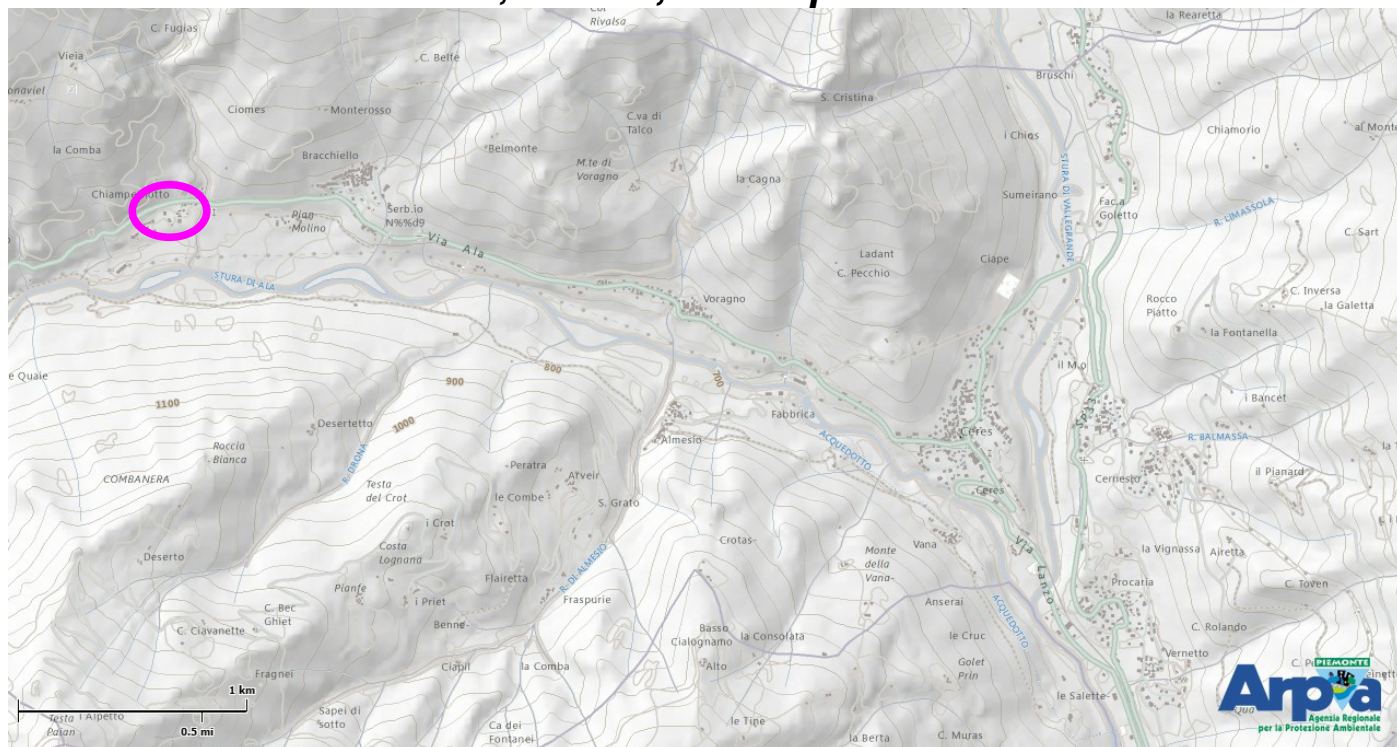 C. Fugias
Rivalsa
la Rearetta
Vieia
C. Belfe
Bruschi
S. Cristina
Ciomes
Monterosso
C.va di
Talco
i Chios
Chiamorio
al Monte
la Comba
Bracchiello
Belmonte
M.te di
Voragno
la Cagna
STURA DI VALLEGRANDE
Sumeirano
Fac.a
Goletto
R. LIMASSOLA
Pian
Molino
Serb.io
N%%d9
Via Ala
C. Sart
Ladant
C. Pecchio
Ciape
STURA DI ALA
Voragno
Rocco
Piatto
C. Inversa
la Galetta
la Fontanella
e Quaie
800
900
700
il Mo
i Bancet
1100
1000
Desertetto
Fabbrica
SP33
Almesio
ACQUEDOTTO
Ceres
R. BALMASSA
Roccia
Bianca
R. DRONA
COMBANERA
Peratra
Arveir
Cernesio
il Pianard
Testa
del Crot
le Combe
Ceres
S. Grato
i Crot
Crotas-
Vana
Via Lanzo
Deserto
Costa
Lognana
Monte
della
Vana-
la Vignassa
Airetta
R. DI ALMESIO
Pianfe
Flairetta
Procaria
C. Toven
i Priet
Fraspurie
Anserai
ACQUEDOTTO
C. Bec
Ghiet
C. Ciavanette
Benne-
Basso
Cialognamo
la Consolata
le Cruc
C. Rolando
Fragnei
Ciapil
la Comba
Alto
Golet
Prin
Vernetto
1 km
le Salette-
0.5 mi
Testa
Paian
l Alpetto
Sapei di
sotto
Ca dei
Fontanei
le Tine
la Berta
C. Muras
PIEMONTE
Arpa
Agenzia Regionale
per la Protezione Ambientale